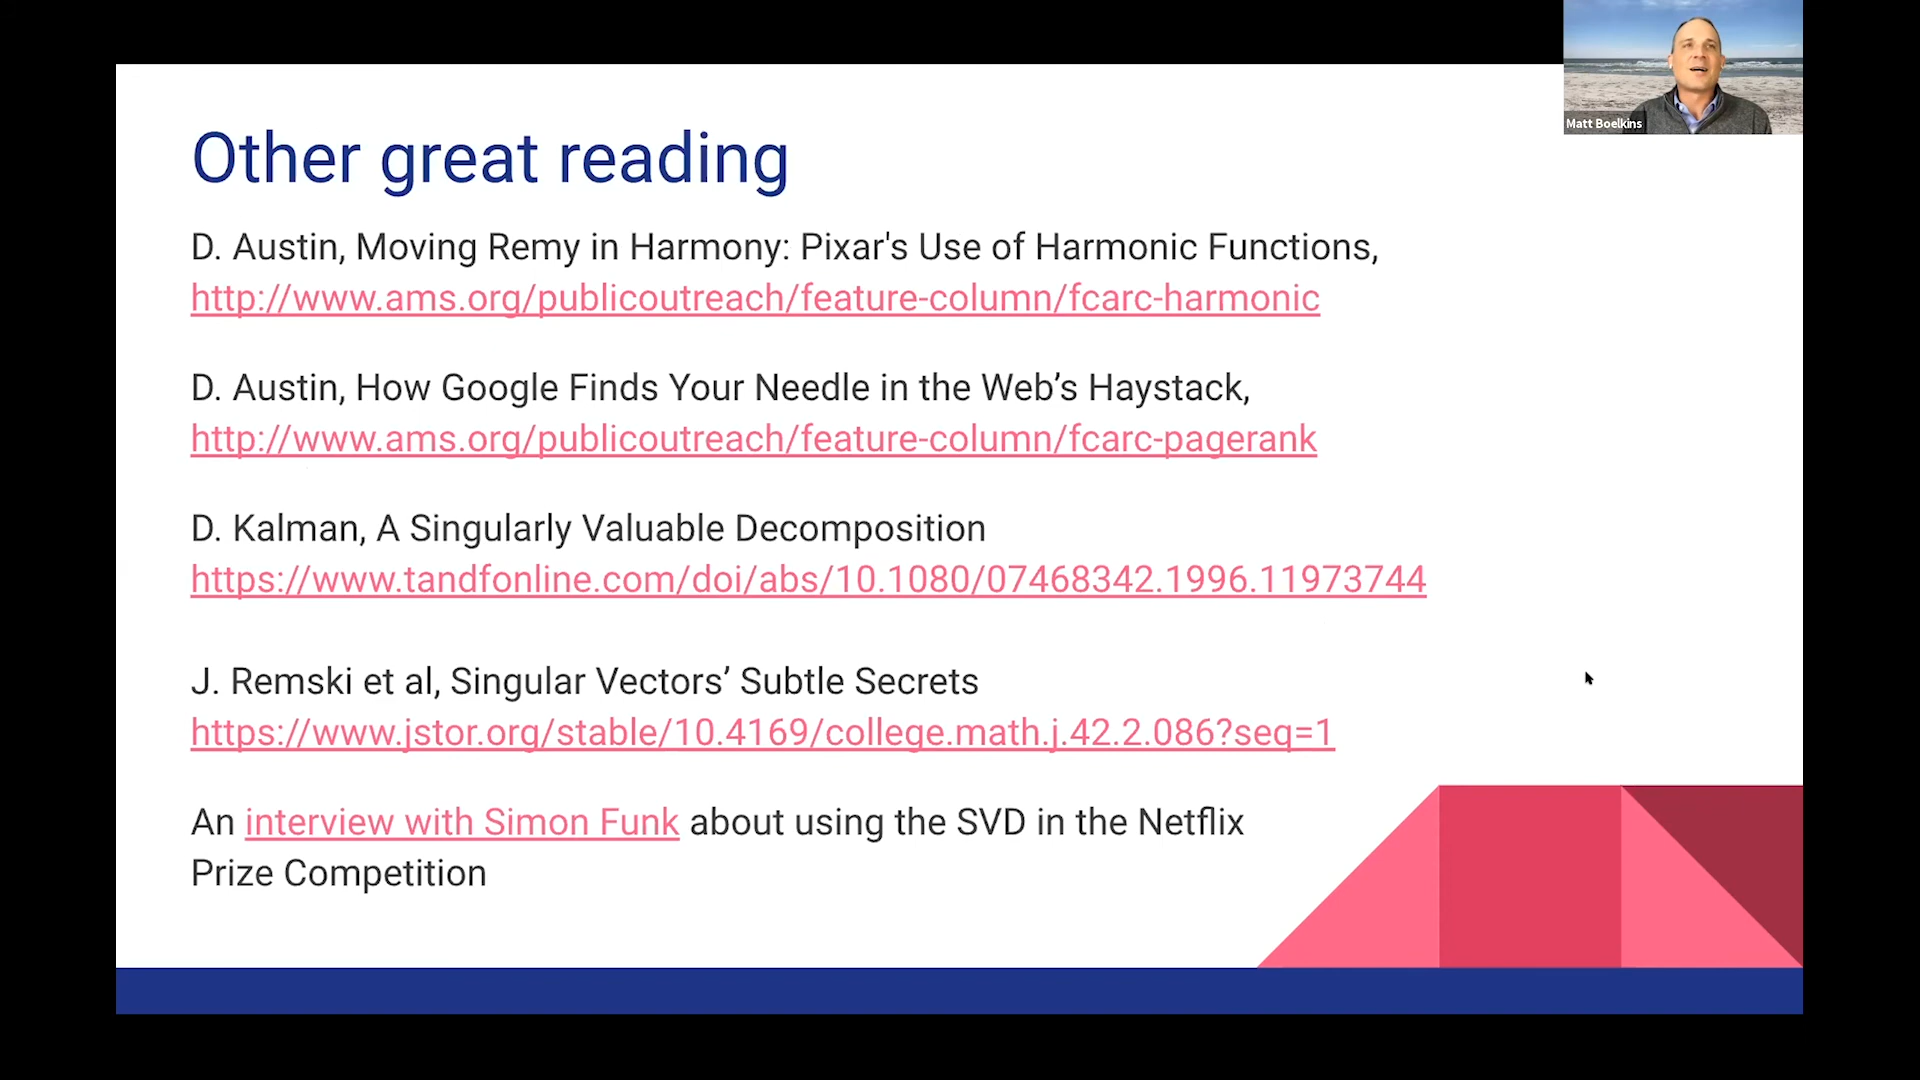 Matt Boelkins
Other great reading
D. Austin, Moving Remy in Harmony: Pixar's Use of Harmonic Functions,
http://www.ams.org/publicoutreach/feature-column/fcarc-harmonic
D. Austin, How Google Finds Your Needle in the Web’s Haystack,
http://www.ams.org/publicoutreach/feature-column/fcarc-pagerank
D. Kalman, A Singularly Valuable Decomposition
https://www.tandfonline.com/doi/abs/10.1080/07468342.1996.11973744
J. Remski et al, Singular Vectors’ Subtle Secrets
https://www.jstor.org/stable/10.4169/college.math.j.42.2.086?seq=1
An interview with Simon Funk about using the SVD in the Netflix
Prize Competition